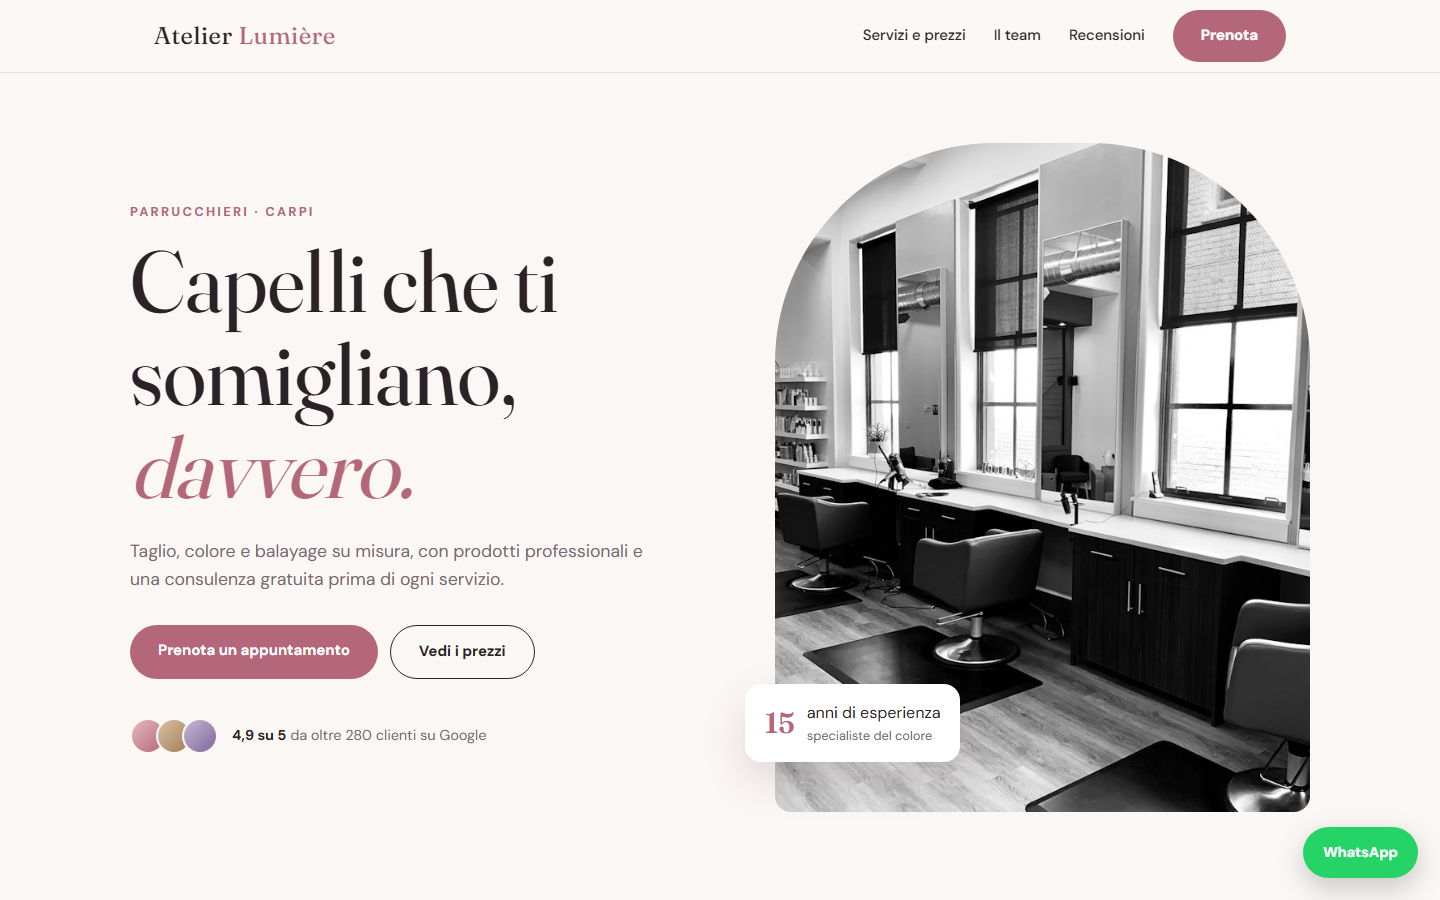 Atelier Lumière
Servizi e prezzi
Il team
Recensioni
Prenota
PARRUCCHIERI · CARPI
Capelli che ti
somigliano,
davvero.
Taglio, colore e balayage su misura, con prodotti professionali e
una consulenza gratuita prima di ogni servizio.
Prenota un appuntamento
Vedi i prezzi
4,9 su 5 da oltre 280 clienti su Google
15
anni di esperienza
specialiste del colore
WhatsApp